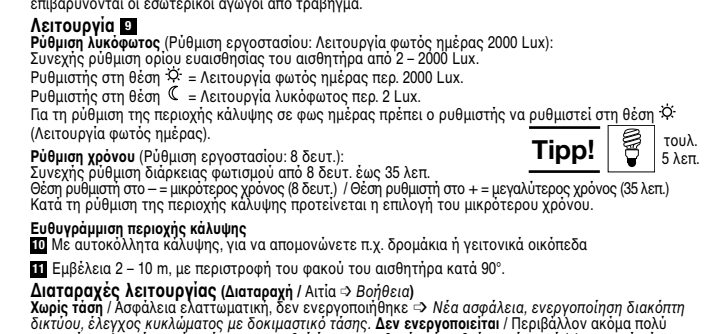 επιβαρύνονται οι εσωτερικοί αγωγοί από τράβηγμα.
Λειτουργία 9
Ρύθμιση λυκόφωτος (Ρύθμιση εργοστασίου: Λειτουργία φωτός ημέρας 2000 Lux):
Συνεχής ρύθμιση ορίου ευαισθησίας του αισθητήρα από 2 – 2000 Lux.
Ρυθμιστής στη θέση ☼ = Λειτουργία φωτός ημέρας περ. 2000 Lux.
Ρυθμιστής στη θέση ☾ = Λειτουργία λυκόφωτος περ. 2 Lux.
Για τη ρύθμιση της περιοχής κάλυψης σε φως ημέρας πρέπει ο ρυθμιστής να ρυθμιστεί στη θέση ☼
(Λειτουργία φωτός ημέρας).
Tipp! τουλ.
5 λεπ.
Ρύθμιση χρόνου (Ρύθμιση εργοστασίου: 8 δευτ.):
Συνεχής ρύθμιση διάρκειας φωτισμού από 8 δευτ. έως 35 λεπ.
Θέση ρυθμιστή στο – = μικρότερος χρόνος (8 δευτ.) / Θέση ρυθμιστή στο + = μεγαλύτερος χρόνος (35 λεπ.)
Κατά τη ρύθμιση της περιοχής κάλυψης προτείνεται η επιλογή του μικρότερου χρόνου.
Ευθυγράμμιση περιοχής κάλυψης
10 Με αυτοκόλλητα κάλυψης, για να απομονώνετε π.χ. δρομάκια ή γειτονικά οικόπεδα
11 Εμβέλεια 2 – 10 m, με περιστροφή του φακού του αισθητήρα κατά 90°.
Διαταραχές λειτουργίας (Διαταραχή / Αιτία ➩ Βοήθεια)
Χωρίς τάση / Ασφάλεια ελαττωματική, δεν ενεργοποιήθηκε ➩ Νέα ασφάλεια, ενεργοποίηση διακόπτη
δικτύου, έλεγχος κυκλώματος με δοκιμαστικό τάσης. Δεν ενεργοποιείται / Περιβάλλον ακόμα πολύ